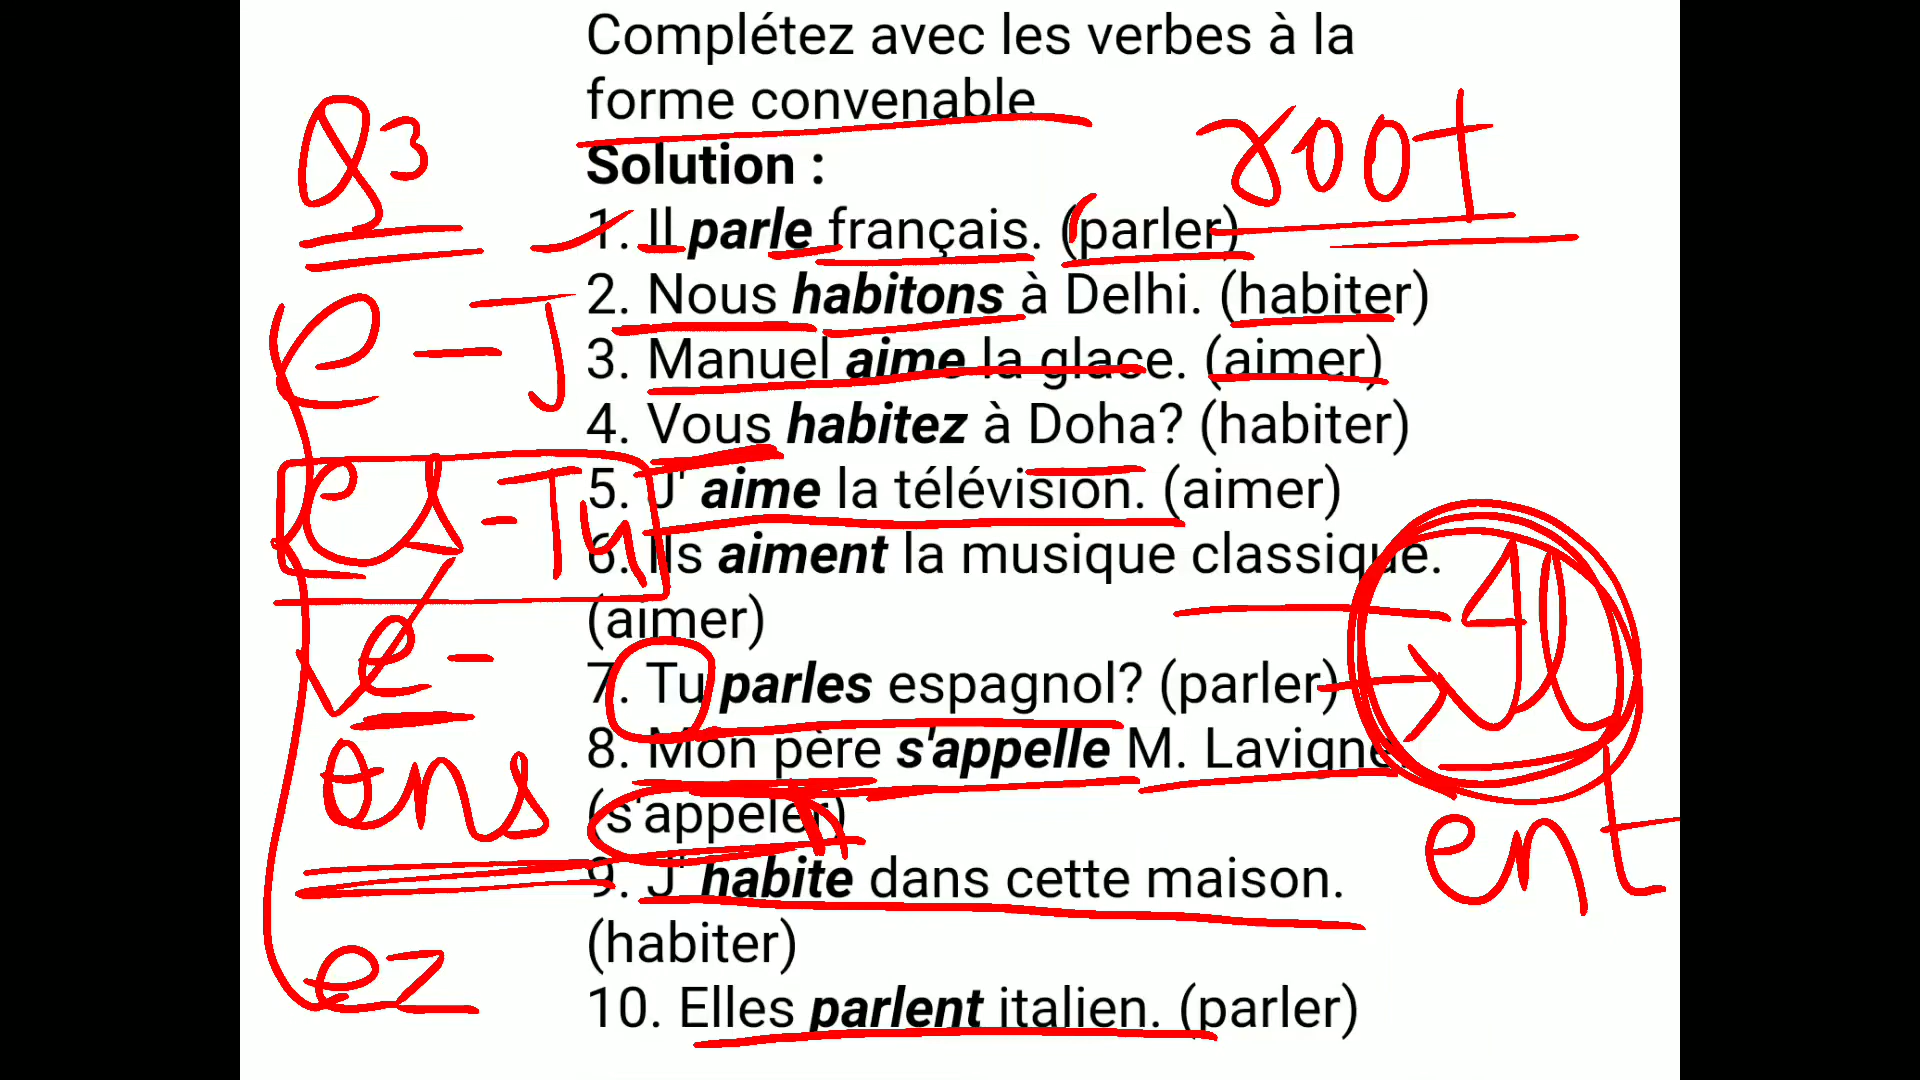 Complétez avec les verbes à la
forme convenable
Solution :
1. Il parle français. (parler)
2. Nous habitons à Delhi. (habiter)
3. Manuel aime la glace. (aimer)
4. Vous habitez à Doha? (habiter)
5. J' aime la télévision. (aimer)
6. Ils aiment la musique classique.
(aimer)
7. Tu parles espagnol? (parler)
8. Mon père s'appelle M. Lavigne.
(s'appeler)
9. J' habite dans cette maison.
(habiter)
10. Elles parlent italien. (parler)
Q3
e - J
es - Tu
e -
ons
ez
root
ent